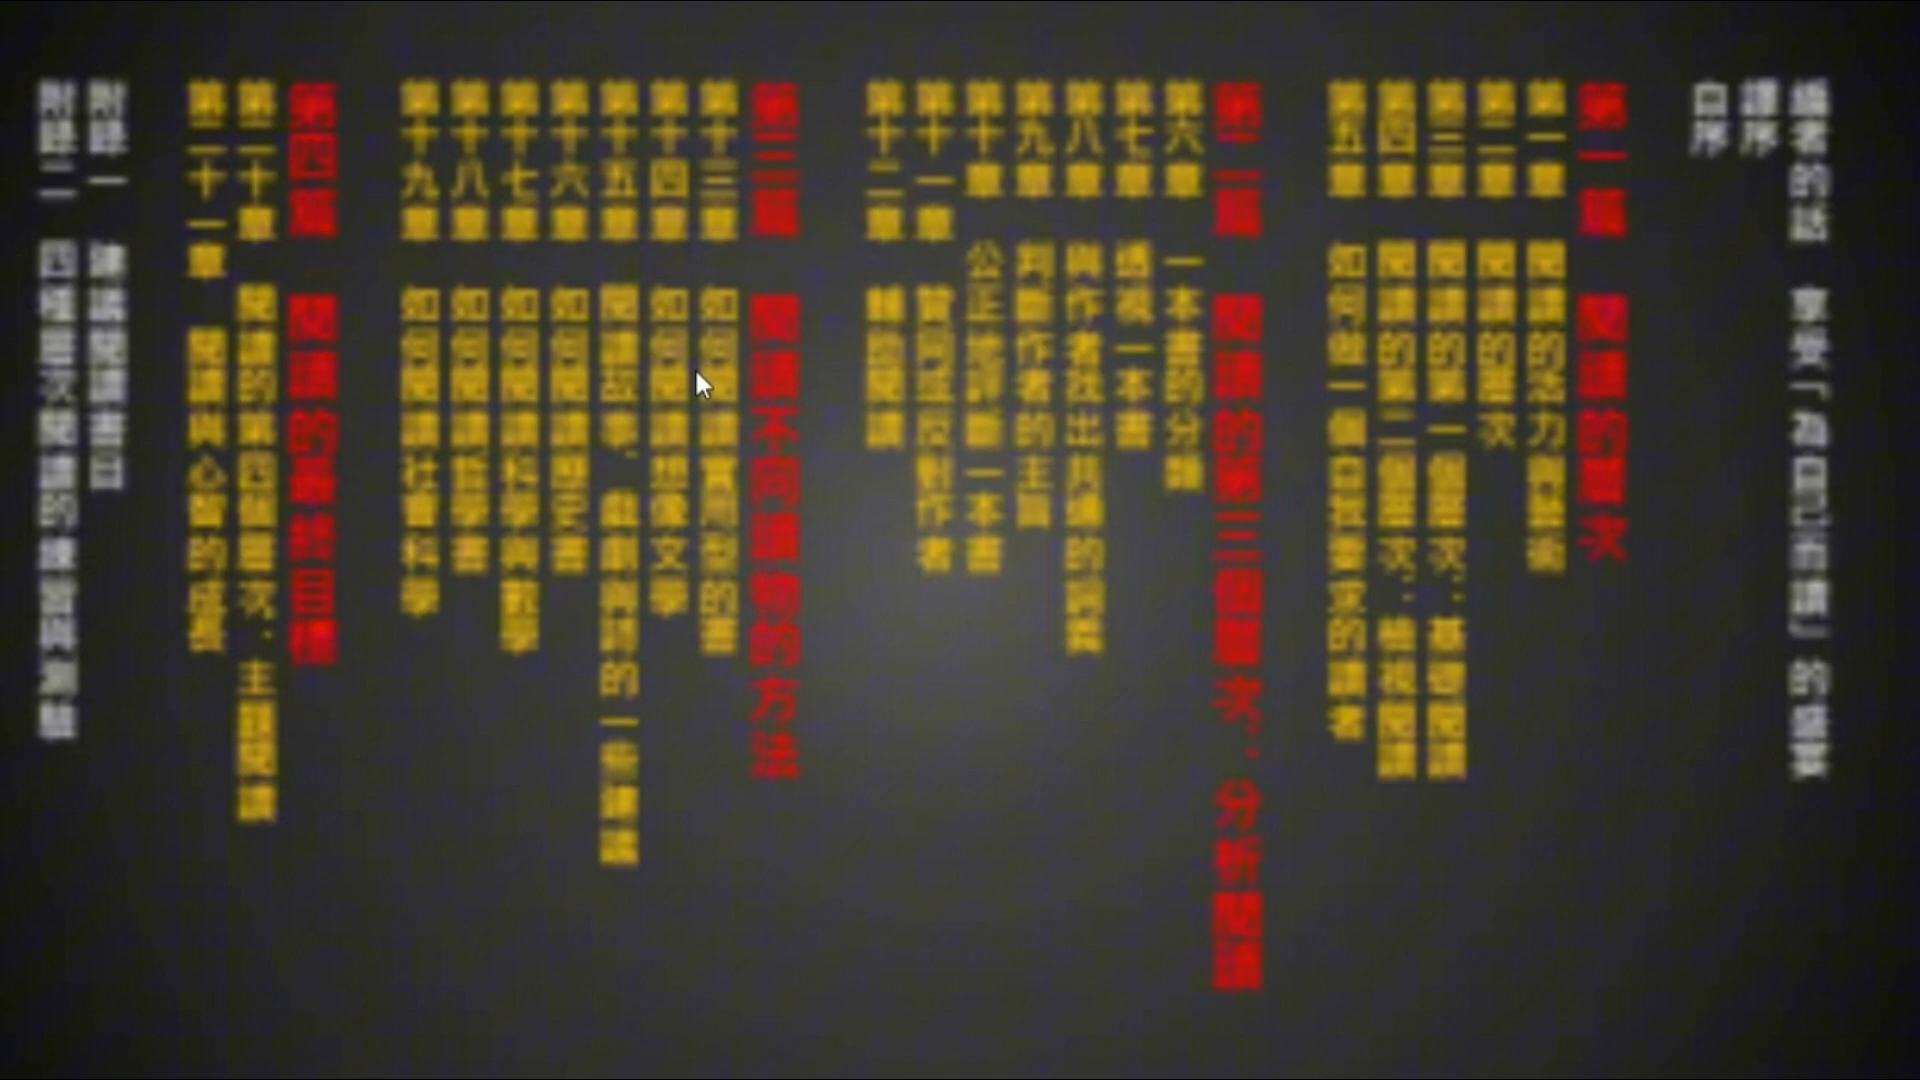 編者的話　享受「為自己而讀」的盛宴
譯序
自序
第一篇　閱讀的層次
第一章　閱讀的活力與藝術
第二章　閱讀的層次
第三章　閱讀的第一個層次：基礎閱讀
第四章　閱讀的第二個層次：檢視閱讀
第五章　如何做一個自我要求的讀者
第二篇　閱讀的第三個層次：分析閱讀
第六章　一本書的分類
第七章　透視一本書
第八章　與作者找出共通的詞義
第九章　判斷作者的主旨
第十章　公正地評斷一本書
第十一章　贊同或反對作者
第十二章　輔助閱讀
第三篇　閱讀不同讀物的方法
第十三章　如何閱讀實用型的書
第十四章　如何閱讀想像文學
第十五章　閱讀故事、戲劇與詩的一些建議
第十六章　如何閱讀歷史書
第十七章　如何閱讀科學與數學
第十八章　如何閱讀哲學書
第十九章　如何閱讀社會科學
第四篇　閱讀的最終目標
第二十章　閱讀的第四個層次：主題閱讀
第二十一章　閱讀與心智的成長
附錄一　建議閱讀書目
附錄二　四種層次閱讀的練習與測驗